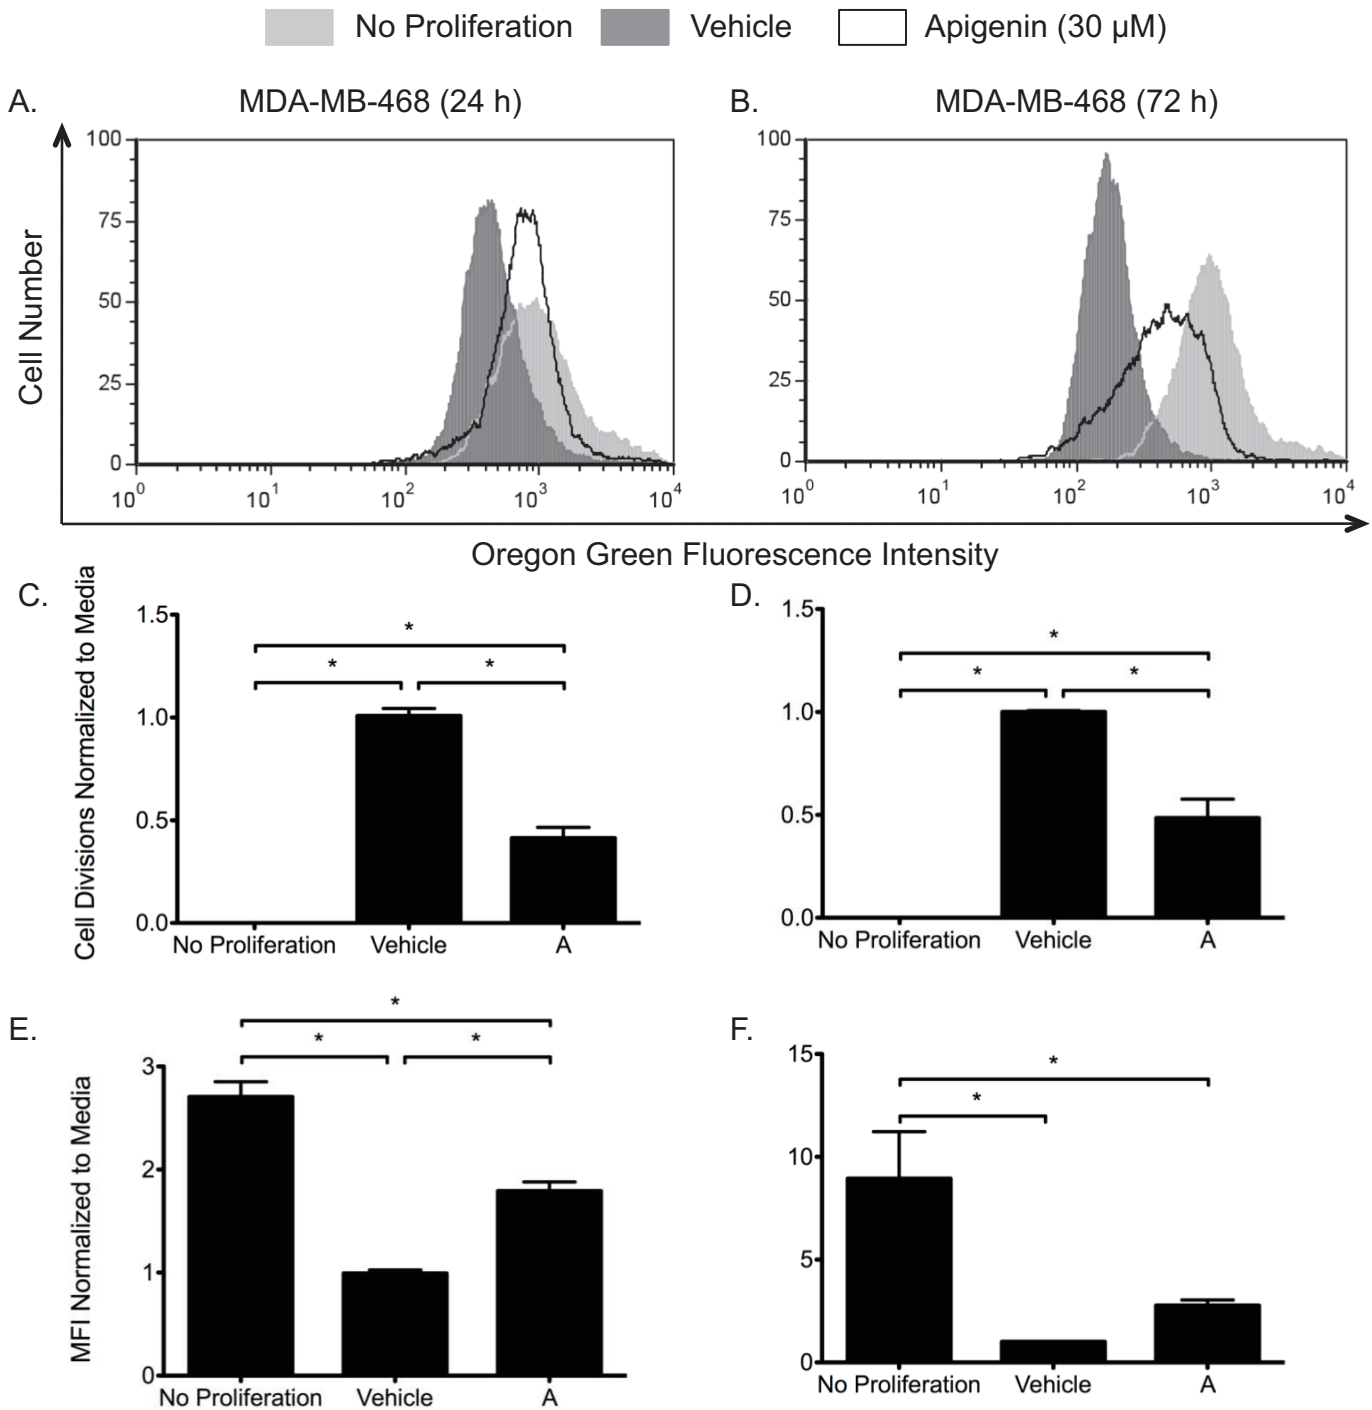 No Proliferation Vehicle Apigenin (30 µM)
A. MDA-MB-468 (24 h)
B. MDA-MB-468 (72 h)
Cell Number
100
75
50
25
0
10^0 10^1 10^2 10^3 10^4
100
75
50
25
0
10^0 10^1 10^2 10^3 10^4
Oregon Green Fluorescence Intensity
C.
Cell Divisions Normalized to Media
1.5
1.0
0.5
0.0
*
* *
No Proliferation Vehicle A
D.
1.5
1.0
0.5
0.0
*
* *
No Proliferation Vehicle A
E.
MFI Normalized to Media
3
2
1
0
*
* *
No Proliferation Vehicle A
F.
15
10
5
0
*
*
No Proliferation Vehicle A